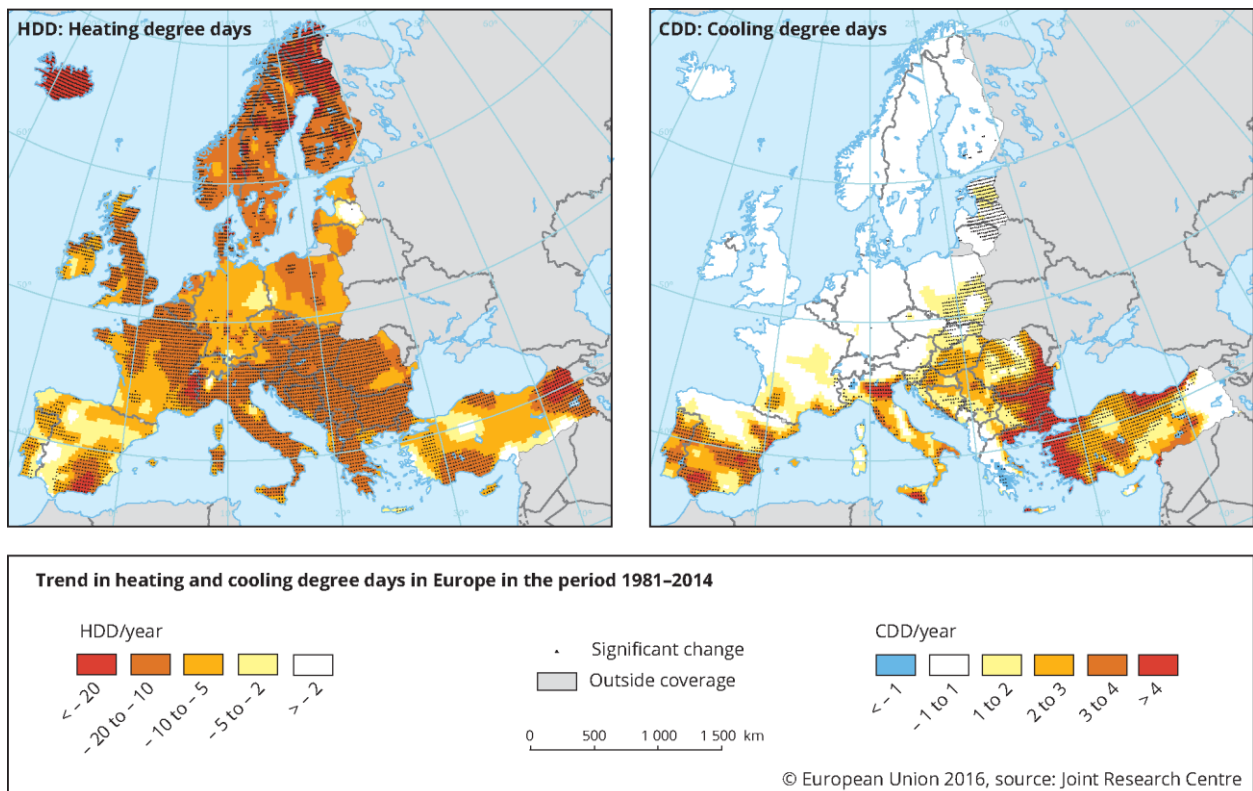 HDD: Heating degree days
CDD: Cooling degree days
Trend in heating and cooling degree days in Europe in the period 1981–2014
HDD/year
< – 20
– 20 to – 10
– 10 to – 5
– 5 to – 2
> – 2
Significant change
Outside coverage
0 500 1 000 1 500 km
CDD/year
< – 1
– 1 to 1
1 to 2
2 to 3
3 to 4
> 4
© European Union 2016, source: Joint Research Centre